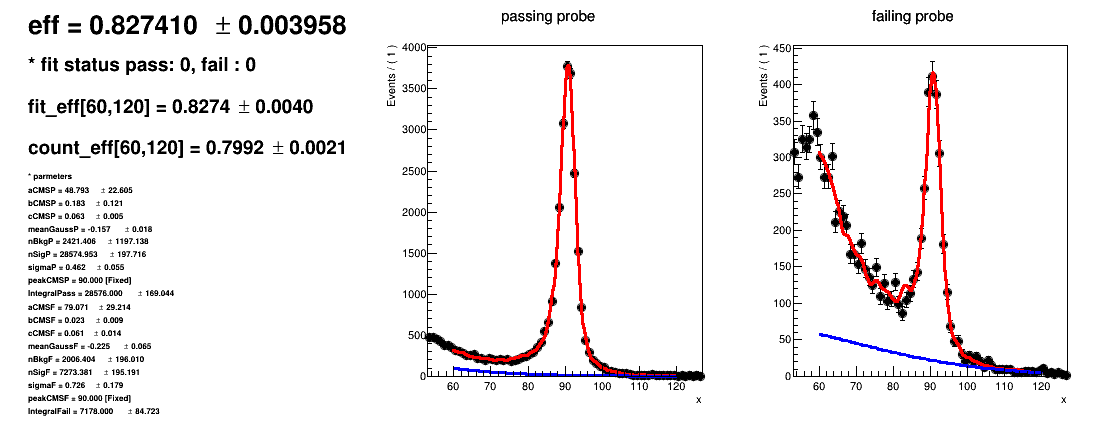 eff = 0.827410 ± 0.003958
* fit status pass: 0, fail : 0
fit_eff[60,120] = 0.8274 ± 0.0040
count_eff[60,120] = 0.7992 ± 0.0021
* parmeters
aCMSP = 48.793 ± 22.605
bCMSP = 0.183 ± 0.121
cCMSP = 0.063 ± 0.005
meanGaussP = -0.157 ± 0.018
nBkgP = 2421.406 ± 1197.138
nSigP = 28574.953 ± 197.716
sigmaP = 0.462 ± 0.055
peakCMSP = 90.000 [Fixed]
IntegralPass = 28576.000 ± 169.044
aCMSF = 79.071 ± 29.214
bCMSF = 0.023 ± 0.009
cCMSF = 0.061 ± 0.014
meanGaussF = -0.225 ± 0.065
nBkgF = 2006.404 ± 196.010
nSigF = 7273.381 ± 195.191
sigmaF = 0.726 ± 0.179
peakCMSF = 90.000 [Fixed]
IntegralFail = 7178.000 ± 84.723
passing probe
Events / ( 1 )
4000
3500
3000
2500
2000
1500
1000
500
0
60 70 80 90 100 110 120
x
failing probe
Events / ( 1 )
450
400
350
300
250
200
150
100
50
0
60 70 80 90 100 110 120
x